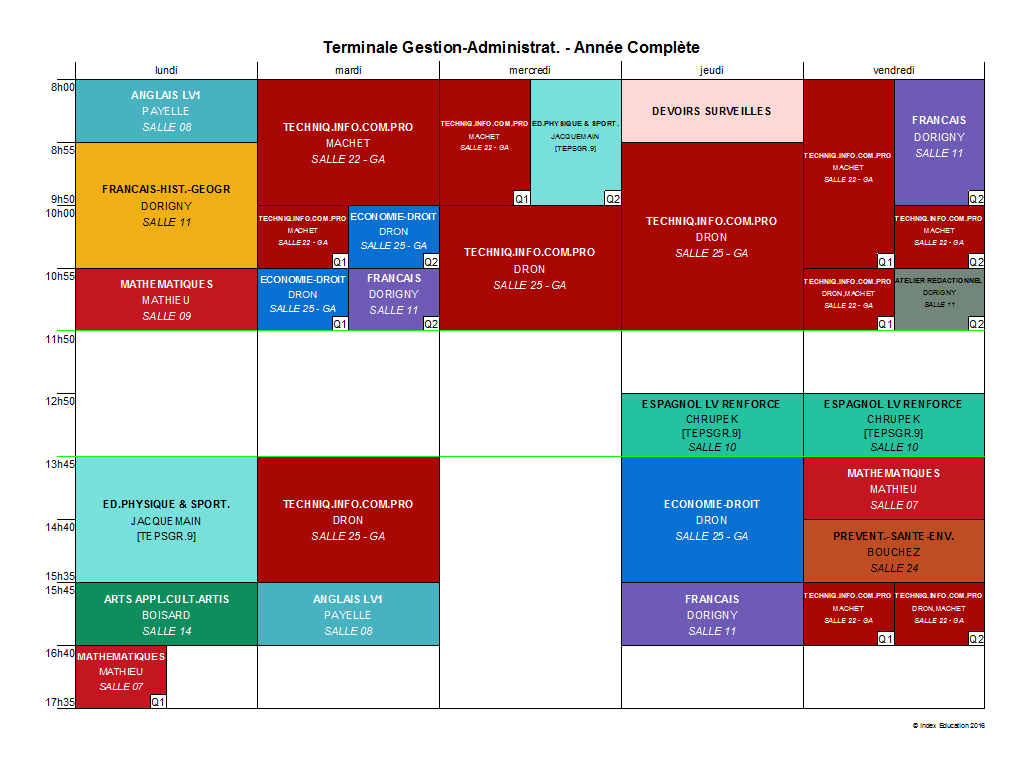 Terminale Gestion-Administrat. - Année Complète
lundi
mardi
mercredi
jeudi
vendredi
8h00
8h55
9h50
10h00
10h55
11h50
12h50
13h45
14h40
15h35
15h45
16h40
17h35
ANGLAIS LV1
PAYELLE
SALLE 08
FRANCAIS-HIST.-GEOGR
DORIGNY
SALLE 11
MATHEMATIQUES
MATHIEU
SALLE 09
ED.PHYSIQUE & SPORT.
JACQUEMAIN
[TEPSGR.9]
ARTS APPL.CULT.ARTIS
BOISARD
SALLE 14
MATHEMATIQUES
MATHIEU
SALLE 07
Q1
TECHNIQ.INFO.COM.PRO
MACHET
SALLE 22 - GA
TECHNIQ.INFO.COM.PRO
MACHET
SALLE 22 - GA
Q1
ECONOMIE-DROIT
DRON
SALLE 25 - GA
Q2
ECONOMIE-DROIT
DRON
SALLE 25 - GA
Q1
FRANCAIS
DORIGNY
SALLE 11
Q2
TECHNIQ.INFO.COM.PRO
DRON
SALLE 25 - GA
ANGLAIS LV1
PAYELLE
SALLE 08
TECHNIQ.INFO.COM.PRO
MACHET
SALLE 22 - GA
Q1
ED.PHYSIQUE & SPORT.
JACQUEMAIN
[TEPSGR.9]
Q2
TECHNIQ.INFO.COM.PRO
DRON
SALLE 25 - GA
DEVOIRS SURVEILLES
TECHNIQ.INFO.COM.PRO
DRON
SALLE 25 - GA
ESPAGNOL LV RENFORCE
CHRUPEK
[TEPSGR.9]
SALLE 10
ECONOMIE-DROIT
DRON
SALLE 25 - GA
FRANCAIS
DORIGNY
SALLE 11
TECHNIQ.INFO.COM.PRO
MACHET
SALLE 22 - GA
Q1
FRANCAIS
DORIGNY
SALLE 11
Q2
TECHNIQ.INFO.COM.PRO
MACHET
SALLE 22 - GA
Q2
TECHNIQ.INFO.COM.PRO
DRON,MACHET
SALLE 22 - GA
Q1
ATELIER REDACTIONNEL
DORIGNY
SALLE 11
Q2
ESPAGNOL LV RENFORCE
CHRUPEK
[TEPSGR.9]
SALLE 10
MATHEMATIQUES
MATHIEU
SALLE 07
PREVENT.-SANTE-ENV.
BOUCHEZ
SALLE 24
TECHNIQ.INFO.COM.PRO
MACHET
SALLE 22 - GA
Q1
TECHNIQ.INFO.COM.PRO
DRON,MACHET
SALLE 22 - GA
Q2
© Index Education 2016